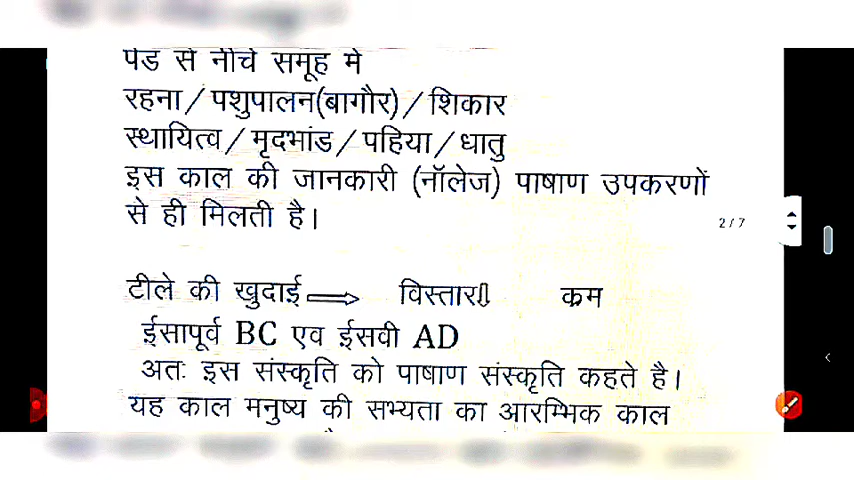 पेड से नीचे समूह मे
रहना/पशुपालन(बागौर)/शिकार
स्थायित्व/मृदभांड/पहिया/धातु
इस काल की जानकारी (नॉलेज) पाषाण उपकरणों
से ही मिलती है।
2/7
टीले की खुदाई ⇨ विस्तार⇩ कम
ईसापूर्व BC एव ईसवी AD
अतः इस संस्कृति को पाषाण संस्कृति कहते है।
यह काल मनुष्य की सभ्यता का आरम्भिक काल